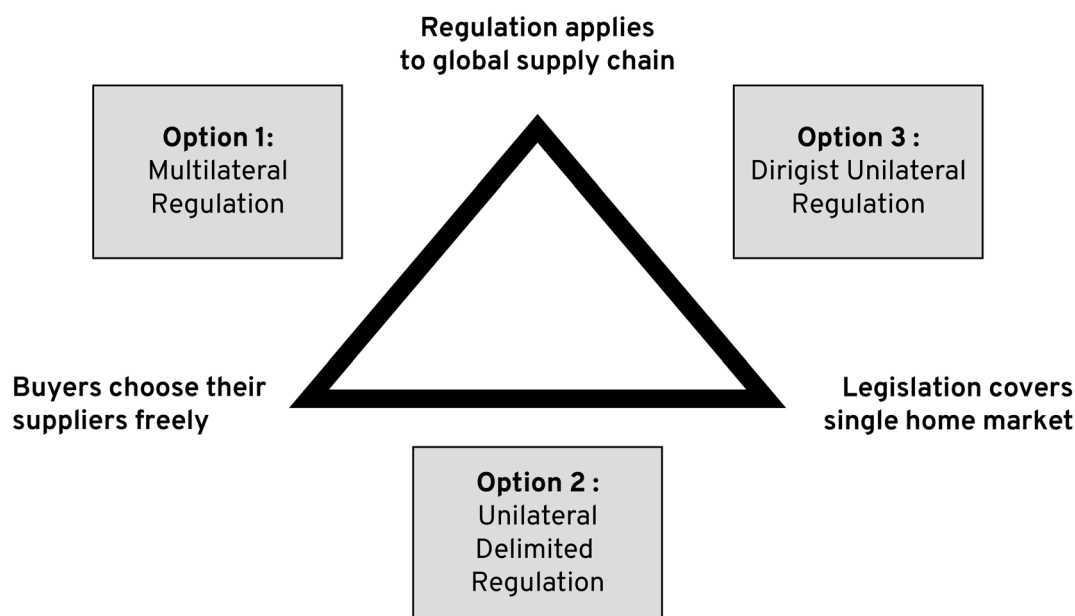 Regulation applies
to global supply chain
Option 1:
Multilateral
Regulation
Option 3 :
Dirigist Unilateral
Regulation
Buyers choose their
suppliers freely
Legislation covers
single home market
Option 2 :
Unilateral
Delimited
Regulation